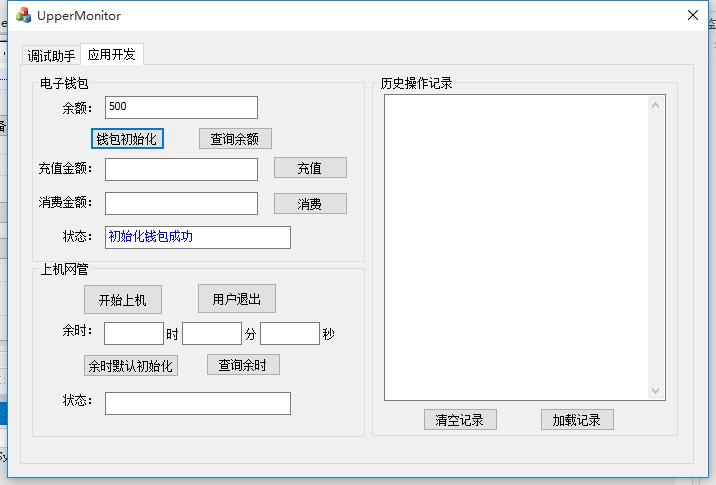 UpperMonitor
调试助手 应用开发
电子钱包
余额： 500
钱包初始化 查询余额
充值金额： 充值
消费金额： 消费
状态： 初始化钱包成功
上机网管
开始上机 用户退出
余时： 时 分 秒
余时默认初始化 查询余时
状态：
历史操作记录
清空记录 加载记录